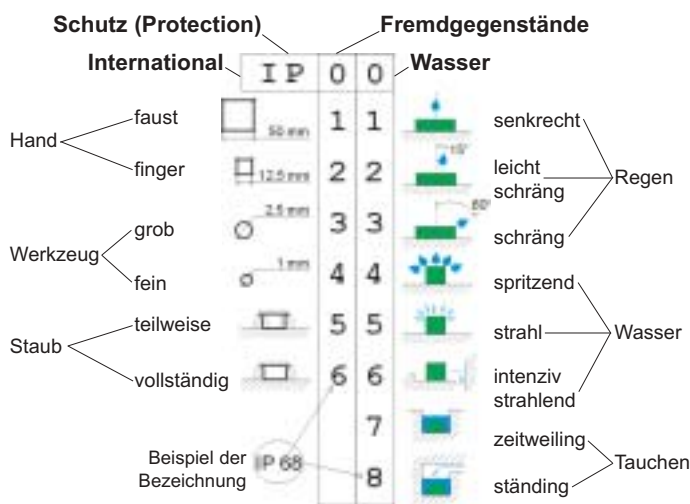 Schutz (Protection) Fremdgegenstände
International IP 0 0 Wasser
Hand faust 50 mm 1 1 senkrecht
finger 12.5 mm 2 2 15° leicht schräng Regen
Werkzeug grob 2.5 mm 3 3 60° schräng
fein 1 mm 4 4 spritzend
Staub teilweise 5 5 strahl Wasser
vollständig 6 6 intenziv strahlend
7 zeitweiling
Beispiel der Bezeichnung IP 68 8 ständing Tauchen